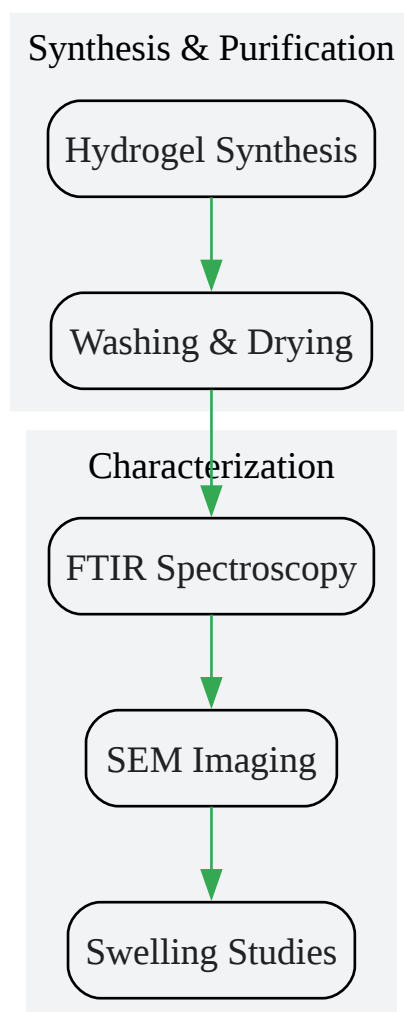 Synthesis & Purification
Hydrogel Synthesis
Washing & Drying
Characterization
FTIR Spectroscopy
SEM Imaging
Swelling Studies